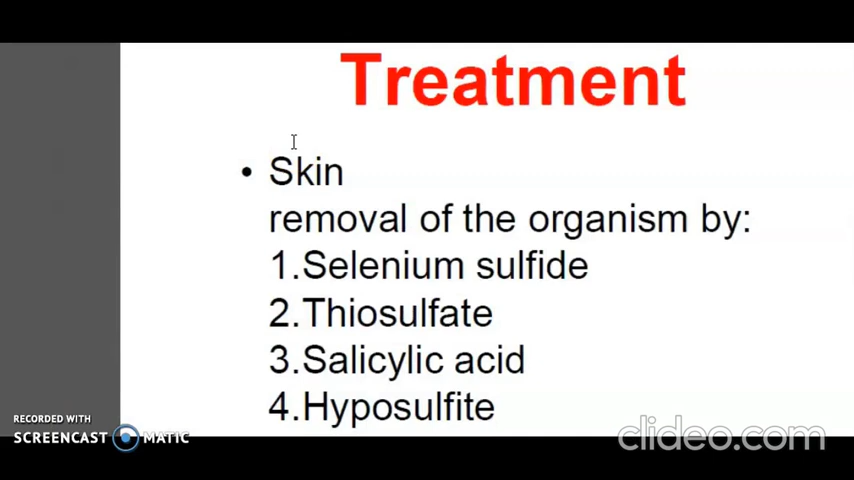 Treatment
• Skin
removal of the organism by:
1.Selenium sulfide
2.Thiosulfate
3.Salicylic acid
4.Hyposulfite
RECORDED WITH
SCREENCAST MATIC
clideo.com